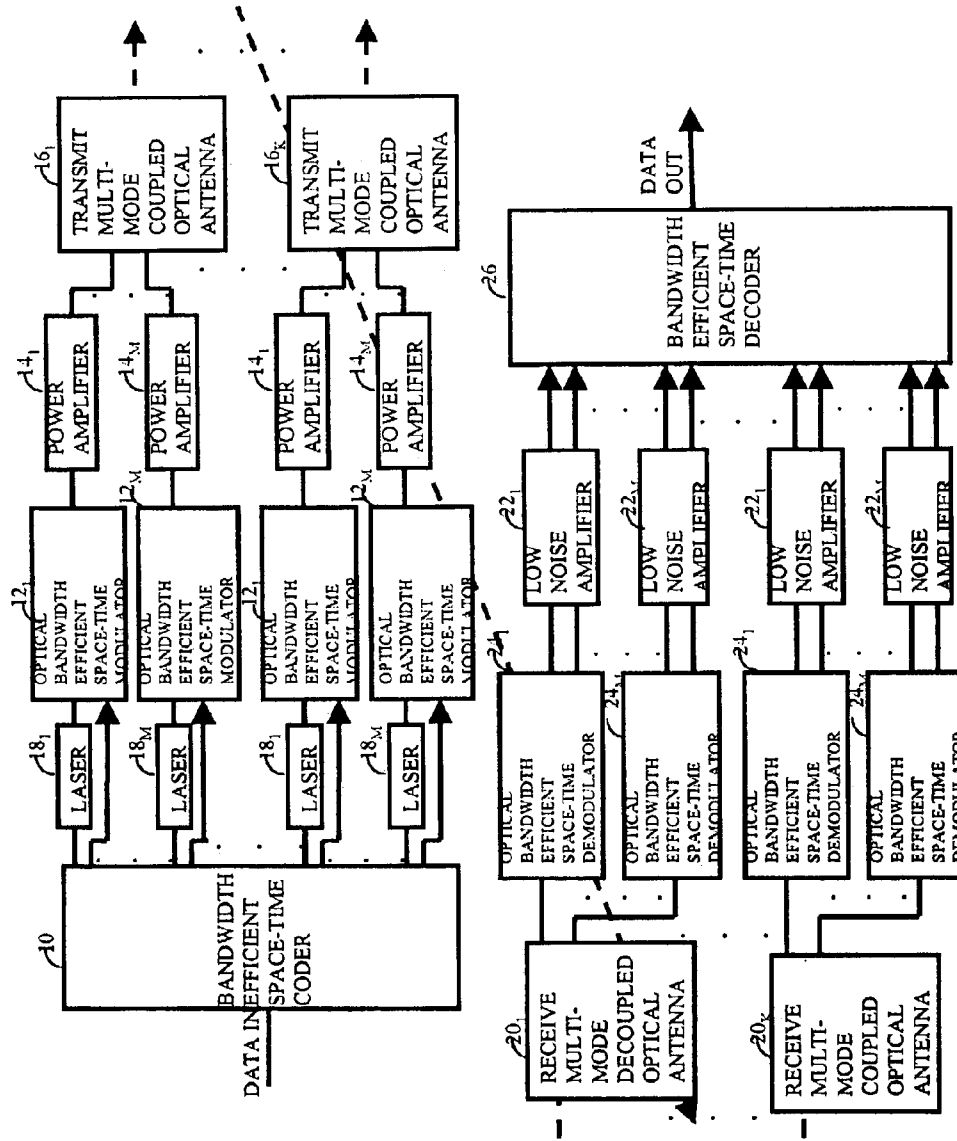 10
BANDWIDTH
DATA IN EFFICIENT
SPACE-TIME
CODER
18₁
LASER
12₁
OPTICAL
BANDWIDTH
EFFICIENT
SPACE-TIME
MODULATOR
14₁
POWER
AMPLIFIER
18M
LASER
12M
OPTICAL
BANDWIDTH
EFFICIENT
SPACE-TIME
MODULATOR
14M
POWER
AMPLIFIER
16₁
TRANSMIT
MULTI-
MODE
COUPLED
OPTICAL
ANTENNA
18₁
LASER
12₁
OPTICAL
BANDWIDTH
EFFICIENT
SPACE-TIME
MODULATOR
14₁
POWER
AMPLIFIER
18M
LASER
12M
OPTICAL
BANDWIDTH
EFFICIENT
SPACE-TIME
MODULATOR
14M
POWER
AMPLIFIER
16K
TRANSMIT
MULTI-
MODE
COUPLED
OPTICAL
ANTENNA
20₁
RECEIVE
MULTI-
MODE
DECOUPLED
OPTICAL
ANTENNA
24₁
OPTICAL
BANDWIDTH
EFFICIENT
SPACE-TIME
DEMODULATOR
22₁
LOW
NOISE
AMPLIFIER
24M
OPTICAL
BANDWIDTH
EFFICIENT
SPACE-TIME
DEMODULATOR
22M
LOW
NOISE
AMPLIFIER
20K
RECEIVE
MULTI-
MODE
COUPLED
OPTICAL
ANTENNA
24₁
OPTICAL
BANDWIDTH
EFFICIENT
SPACE-TIME
DEMODULATOR
22₁
LOW
NOISE
AMPLIFIER
24M
OPTICAL
BANDWIDTH
EFFICIENT
SPACE-TIME
DEMODULATOR
22M
LOW
NOISE
AMPLIFIER
26
BANDWIDTH
EFFICIENT
SPACE-TIME
DECODER
DATA
OUT